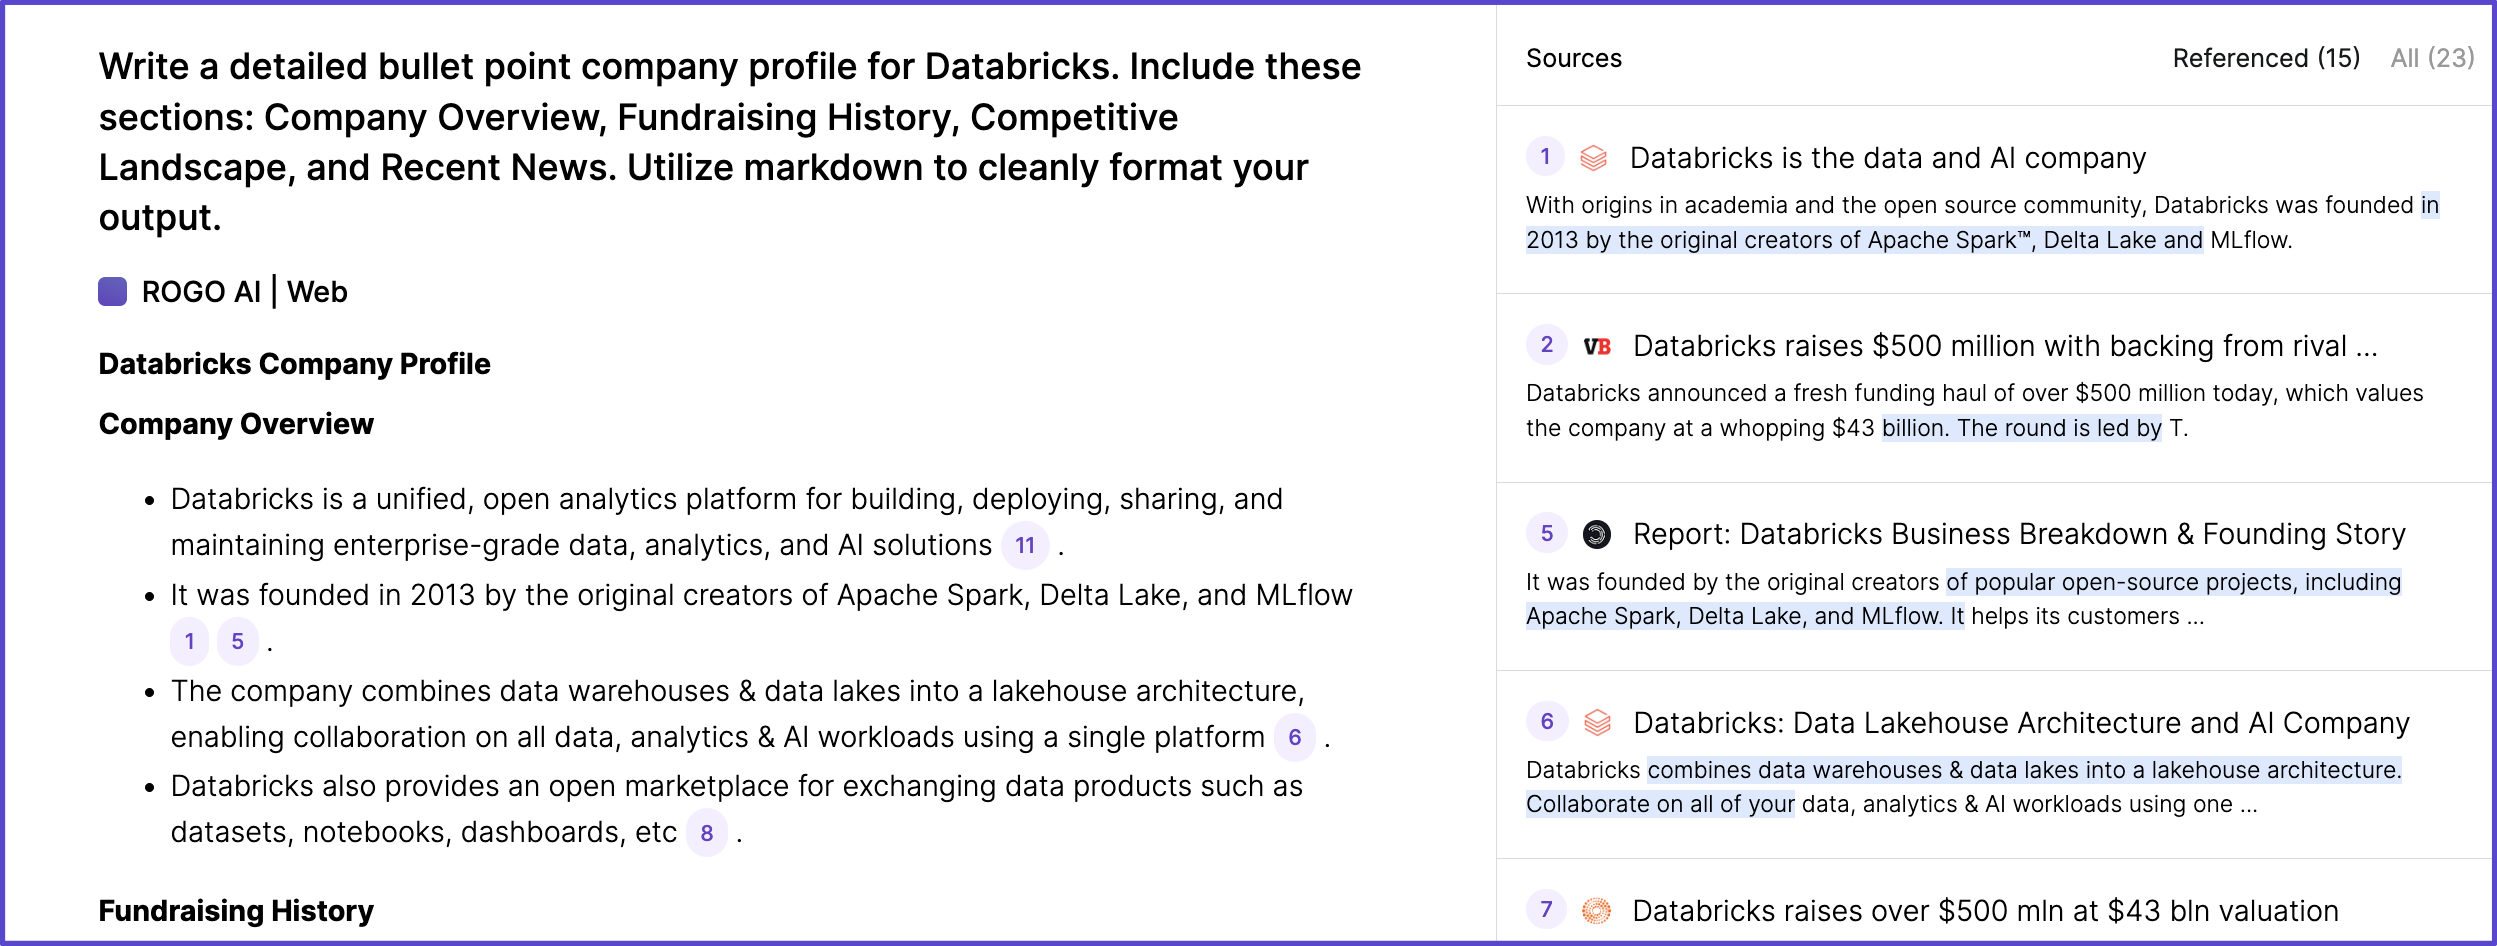 Write a detailed bullet point company profile for Databricks. Include these
sections: Company Overview, Fundraising History, Competitive
Landscape, and Recent News. Utilize markdown to cleanly format your
output.
ROGO AI | Web
Databricks Company Profile
Company Overview
• Databricks is a unified, open analytics platform for building, deploying, sharing, and
maintaining enterprise-grade data, analytics, and AI solutions 11 .
• It was founded in 2013 by the original creators of Apache Spark, Delta Lake, and MLflow
1 5 .
• The company combines data warehouses & data lakes into a lakehouse architecture,
enabling collaboration on all data, analytics & AI workloads using a single platform 6 .
• Databricks also provides an open marketplace for exchanging data products such as
datasets, notebooks, dashboards, etc 8 .
Fundraising History
Sources Referenced (15) All (23)
1 Databricks is the data and AI company
With origins in academia and the open source community, Databricks was founded in
2013 by the original creators of Apache Spark™, Delta Lake and MLflow.
2 VB Databricks raises $500 million with backing from rival ...
Databricks announced a fresh funding haul of over $500 million today, which values
the company at a whopping $43 billion. The round is led by T.
5 Report: Databricks Business Breakdown & Founding Story
It was founded by the original creators of popular open-source projects, including
Apache Spark, Delta Lake, and MLflow. It helps its customers ...
6 Databricks: Data Lakehouse Architecture and AI Company
Databricks combines data warehouses & data lakes into a lakehouse architecture.
Collaborate on all of your data, analytics & AI workloads using one ...
7 Databricks raises over $500 mln at $43 bln valuation